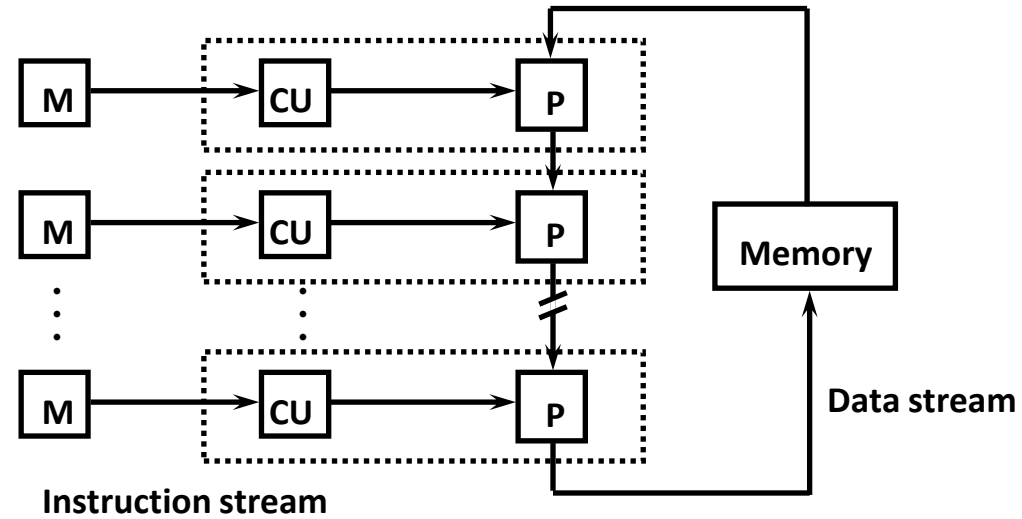 M
CU
P
M
CU
P
Memory
M
CU
P
Data stream
Instruction stream